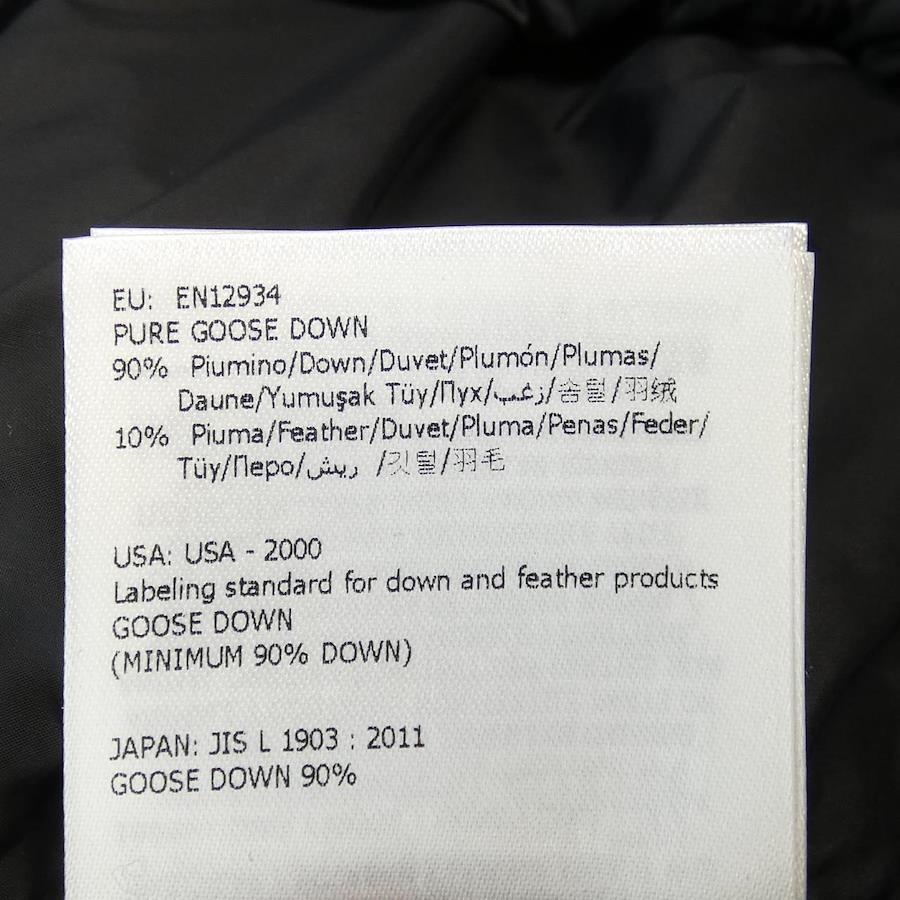 EU: EN12934
PURE GOOSE DOWN
90% Piumino/Down/Duvet/Plumón/Plumas/
Daune/Yumuşak Tüy/Пух/زغب/솜털/羽绒
10% Piuma/Feather/Duvet/Pluma/Penas/Feder/
Tüy/Перо/ريش /깃털/羽毛
USA: USA - 2000
Labeling standard for down and feather products
GOOSE DOWN
(MINIMUM 90% DOWN)
JAPAN: JIS L 1903 : 2011
GOOSE DOWN 90%